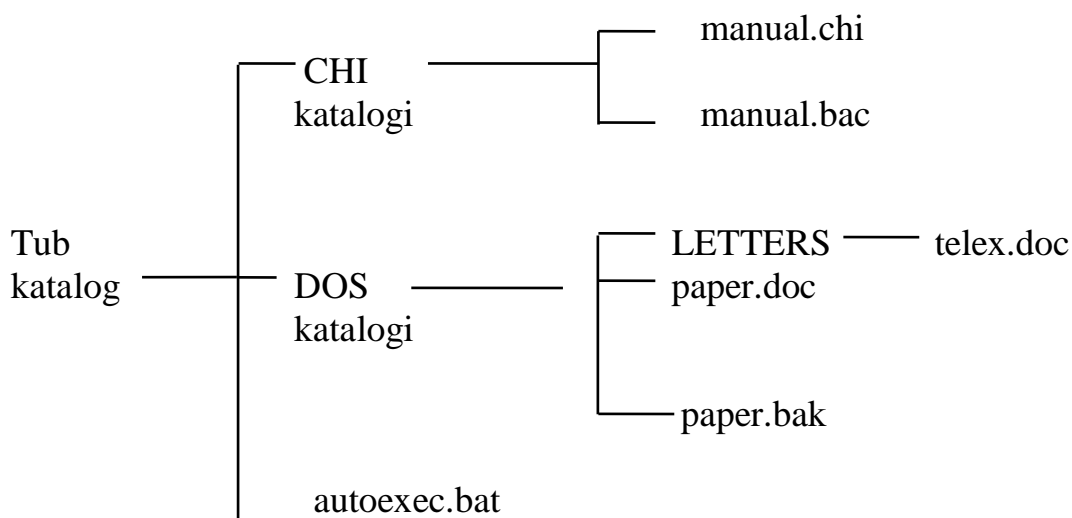 manual.chi
CHI
katalogi
manual.bac
Tub
katalog
DOS
katalogi
LETTERS
telex.doc
paper.doc
paper.bak
autoexec.bat